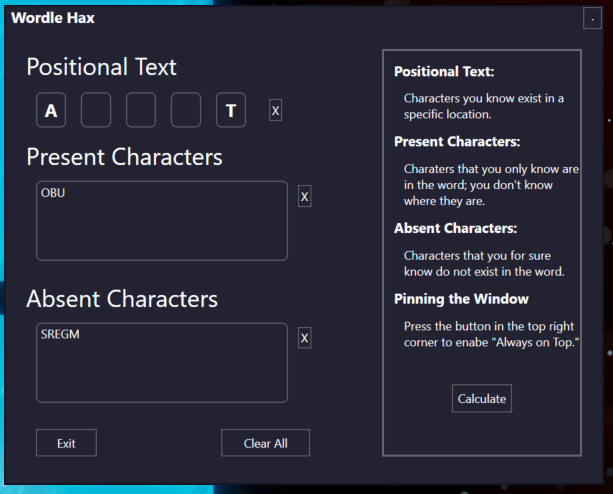 Wordle Hax
.
Positional Text
A T X
Present Characters
OBU
X
Absent Characters
SREGM
X
Exit
Clear All
Positional Text:
Characters you know exist in a
specific location.
Present Characters:
Charaters that you only know are
in the word; you don't know
where they are.
Absent Characters:
Characters that you for sure
know do not exist in the word.
Pinning the Window
Press the button in the top right
corner to enabe "Always on Top."
Calculate